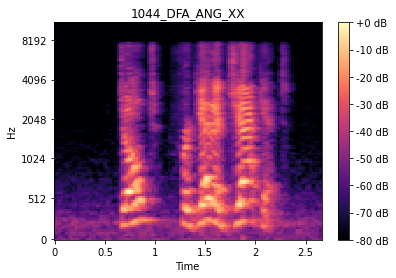 1044_DFA_ANG_XX
8192
4096
2048
1024
512
0
Hz
0
0.5
1
1.5
2
2.5
Time
+0 dB
-10 dB
-20 dB
-30 dB
-40 dB
-50 dB
-60 dB
-70 dB
-80 dB